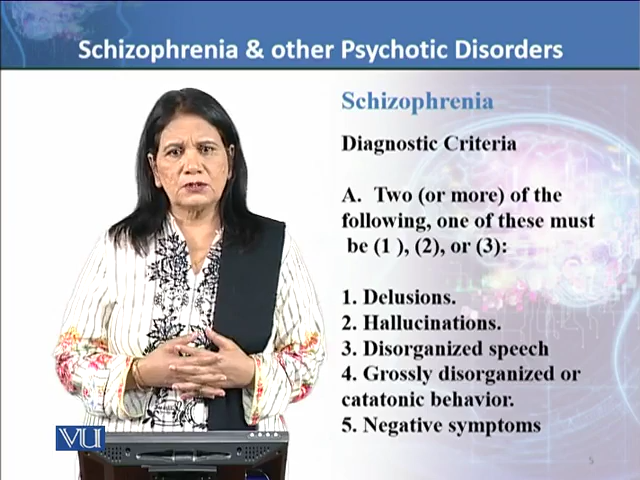 Schizophrenia & other Psychotic Disorders
Schizophrenia
Diagnostic Criteria
A. Two (or more) of the
following, one of these must
be (1 ), (2), or (3):
1. Delusions.
2. Hallucinations.
3. Disorganized speech
4. Grossly disorganized or
catatonic behavior.
5. Negative symptoms
VU
5